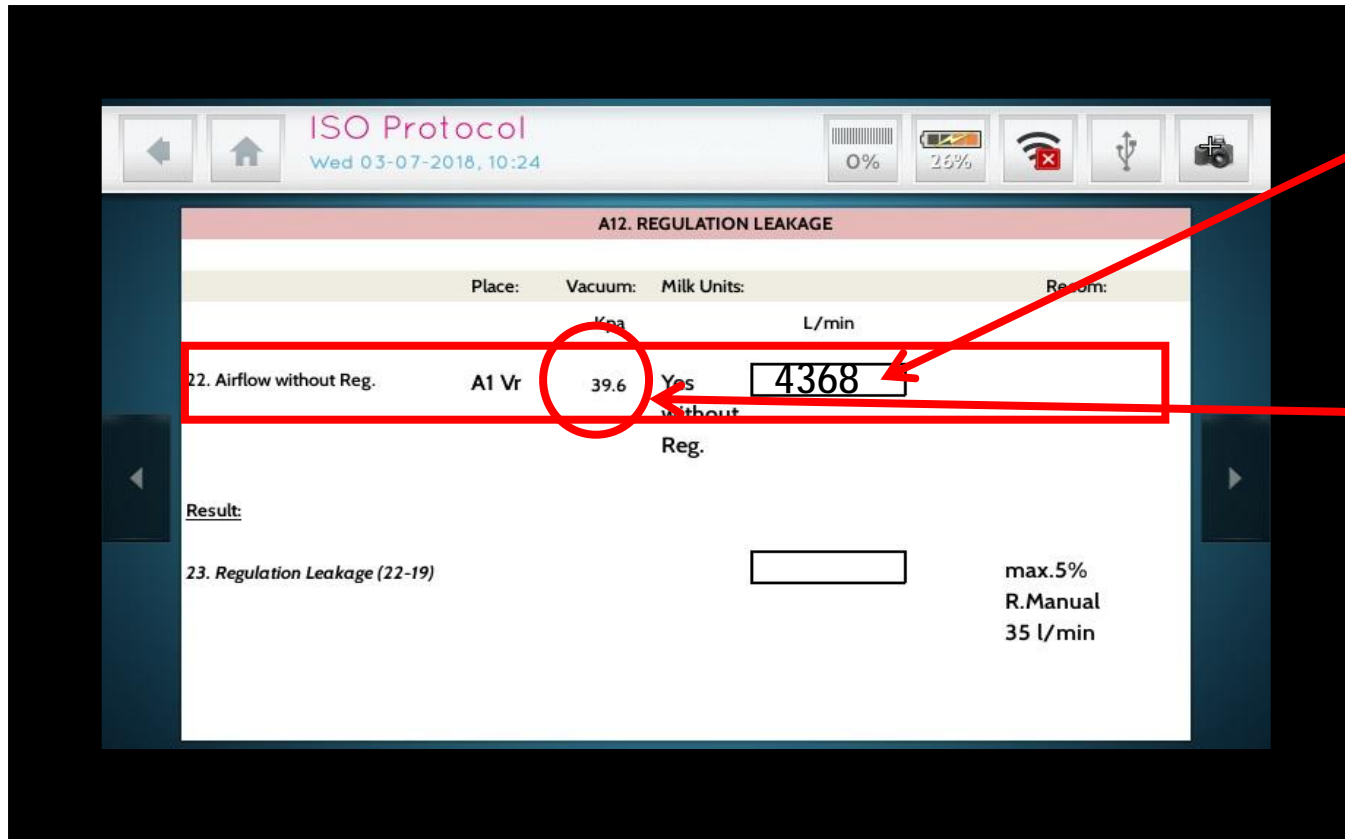 ISO Protocol
Wed 03-07-2018, 10:24
0%
26%
A12. REGULATION LEAKAGE
Place: Vacuum: Milk Units: Recom:
Kpa L/min
22. Airflow without Reg. A1 Vr 39.6 Yes 4368
without
Reg.
Result:
23. Regulation Leakage (22-19) max.5%
R.Manual
35 l/min